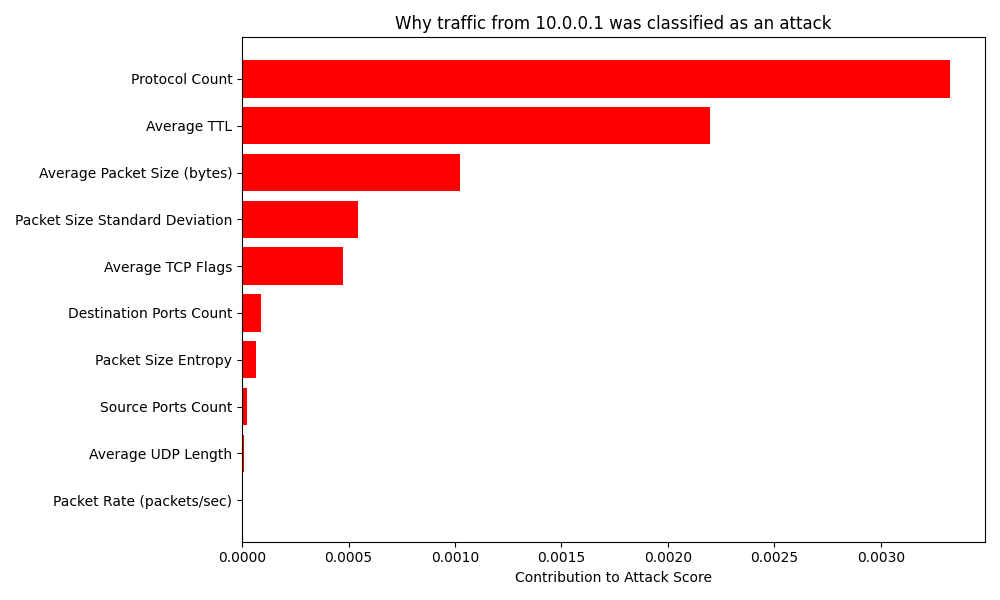 Why traffic from 10.0.0.1 was classified as an attack
Protocol Count
Average TTL
Average Packet Size (bytes)
Packet Size Standard Deviation
Average TCP Flags
Destination Ports Count
Packet Size Entropy
Source Ports Count
Average UDP Length
Packet Rate (packets/sec)
0.0000 0.0005 0.0010 0.0015 0.0020 0.0025 0.0030
Contribution to Attack Score